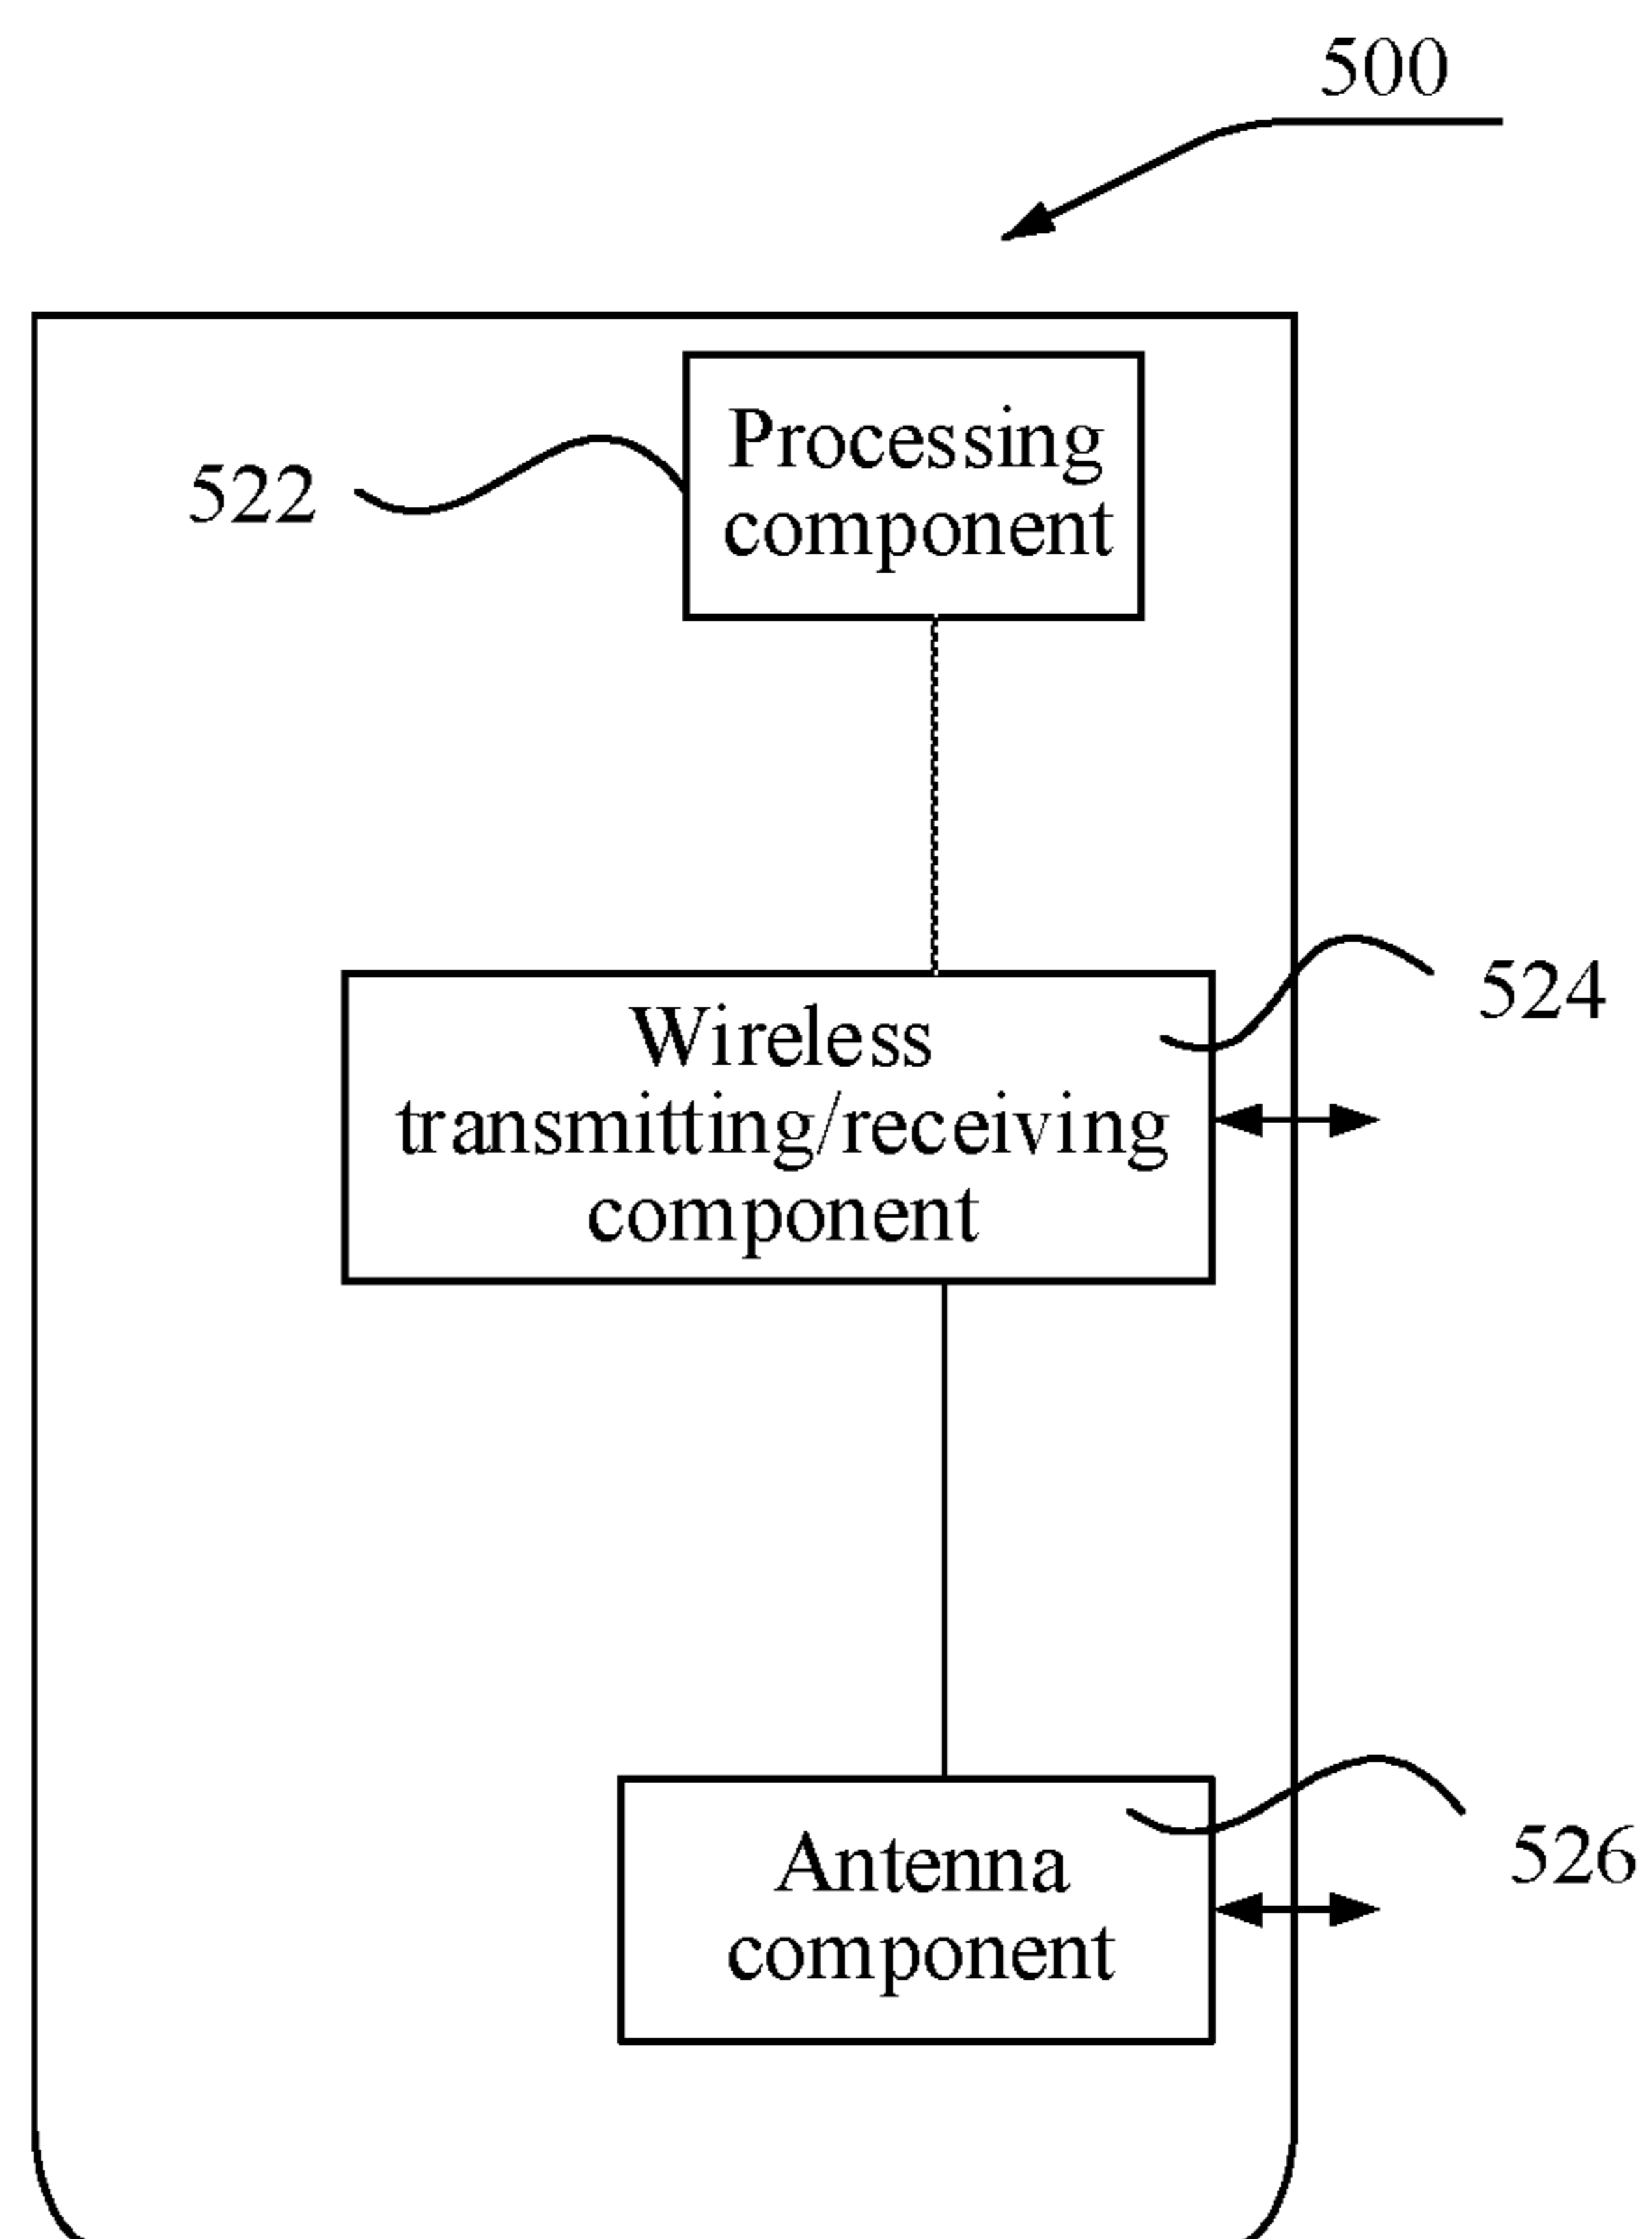 500
Processing
component
522
Wireless
transmitting/receiving
component
524
Antenna
component
526